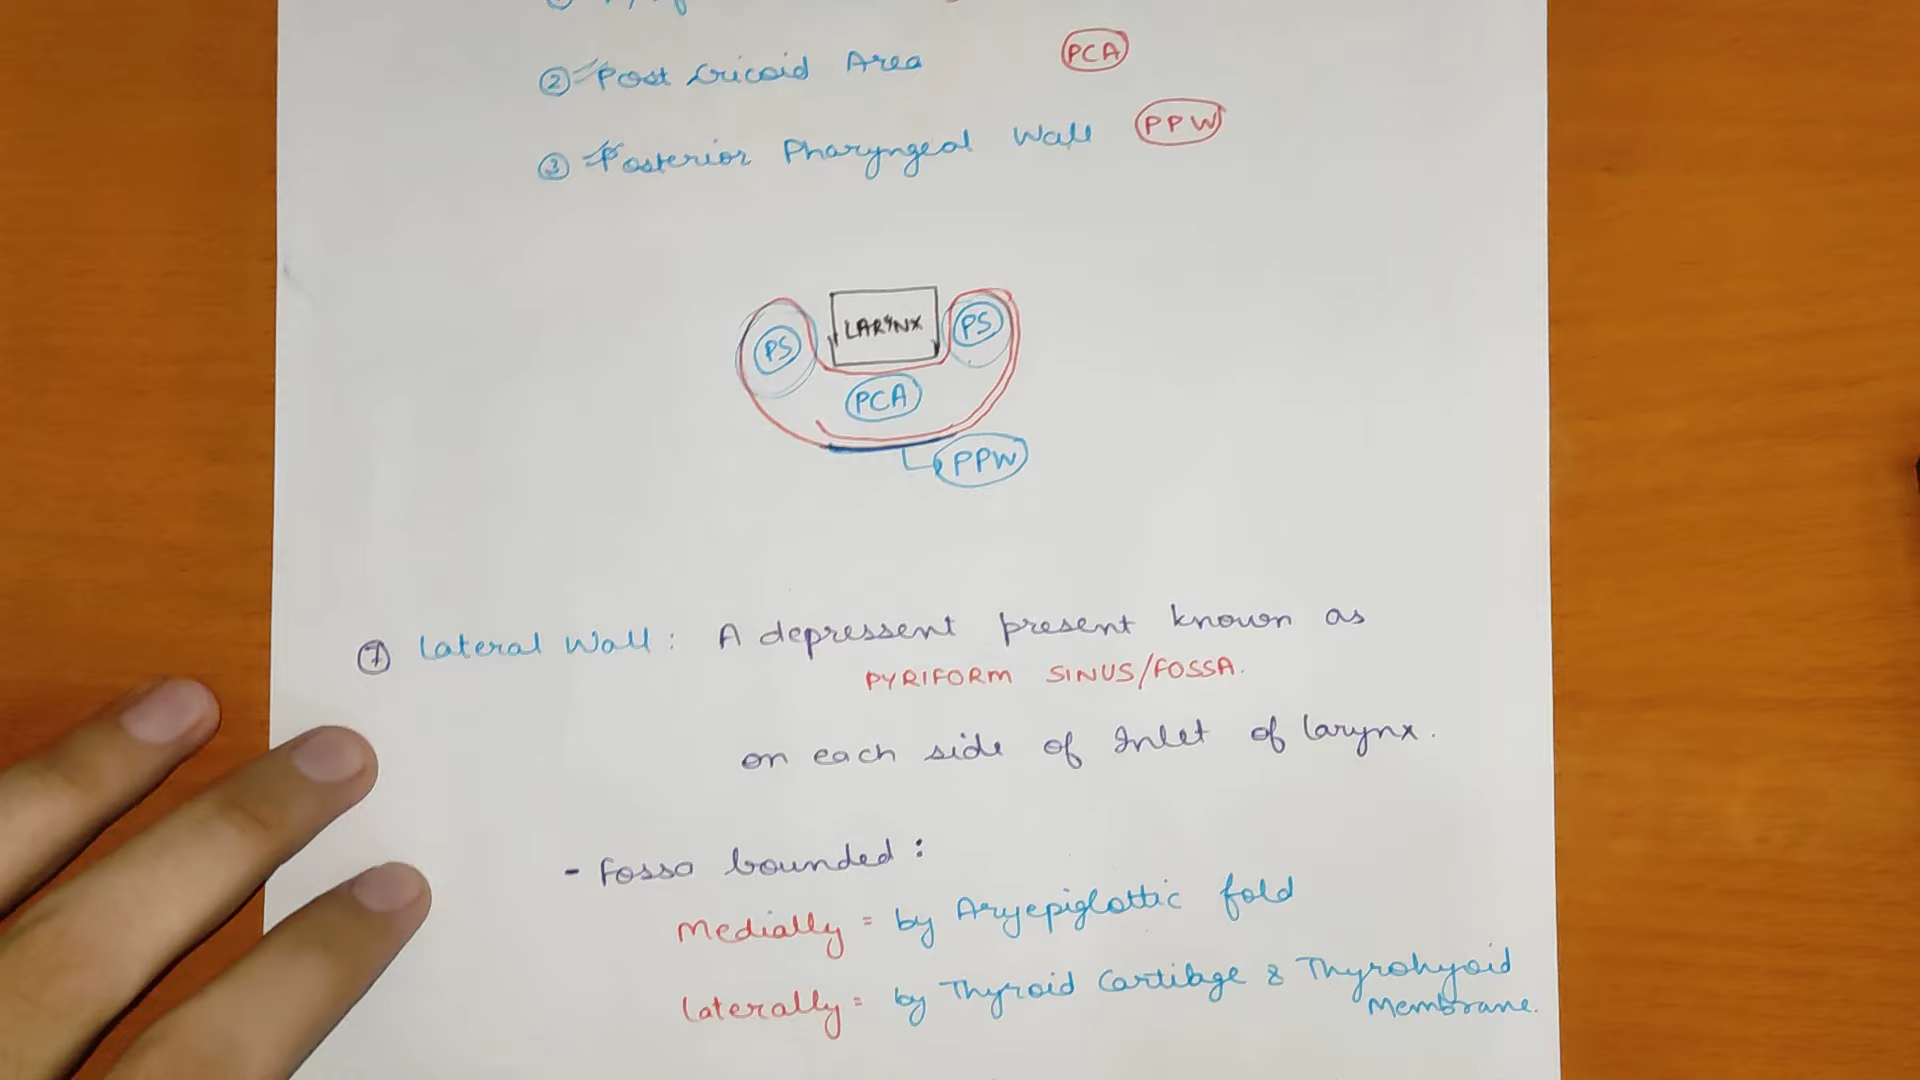 ② Post Cricoid Area PCA
③ Posterior Pharyngeal Wall PPW
PS LARYNX PS
PCA
PPW
⑦ Lateral Wall : A depressent present known as
PYRIFORM SINUS/FOSSA.
on each side of Inlet of larynx.
- Fossa bounded :
Medially = by Aryepiglottic fold
Laterally = by Thyroid Cartilage & Thyrohyoid
Membrane.